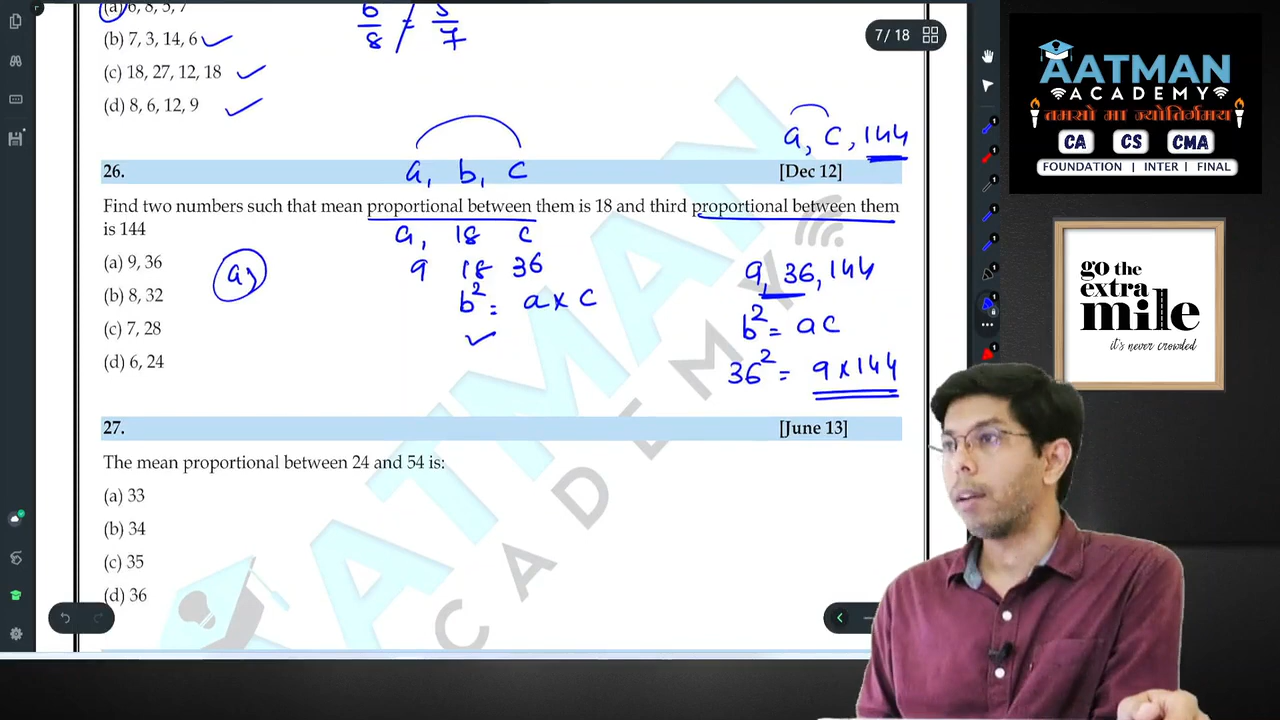 (a) 6, 8, 5, 7
6/8 ≠ 5/7
(b) 7, 3, 14, 6 ✓
(c) 18, 27, 12, 18 ✓
(d) 8, 6, 12, 9 ✓
7 / 18
a, c, 144
26. a, b, c [Dec 12]
Find two numbers such that mean proportional between them is 18 and third proportional between them
is 144
a, 18 c
(a) 9, 36
a)
9 18 36
9, 36, 144
(b) 8, 32
b² = a × c
b² = ac
(c) 7, 28
✓
(d) 6, 24
36² = 9 × 144
27. [June 13]
The mean proportional between 24 and 54 is:
(a) 33
(b) 34
(c) 35
(d) 36
AATMAN
ACADEMY
तमसो मा ज्योतिर्गमय
CA CS CMA
FOUNDATION | INTER | FINAL
go the
extra
mile
it's never crowded
AATMAN
ACADEMY